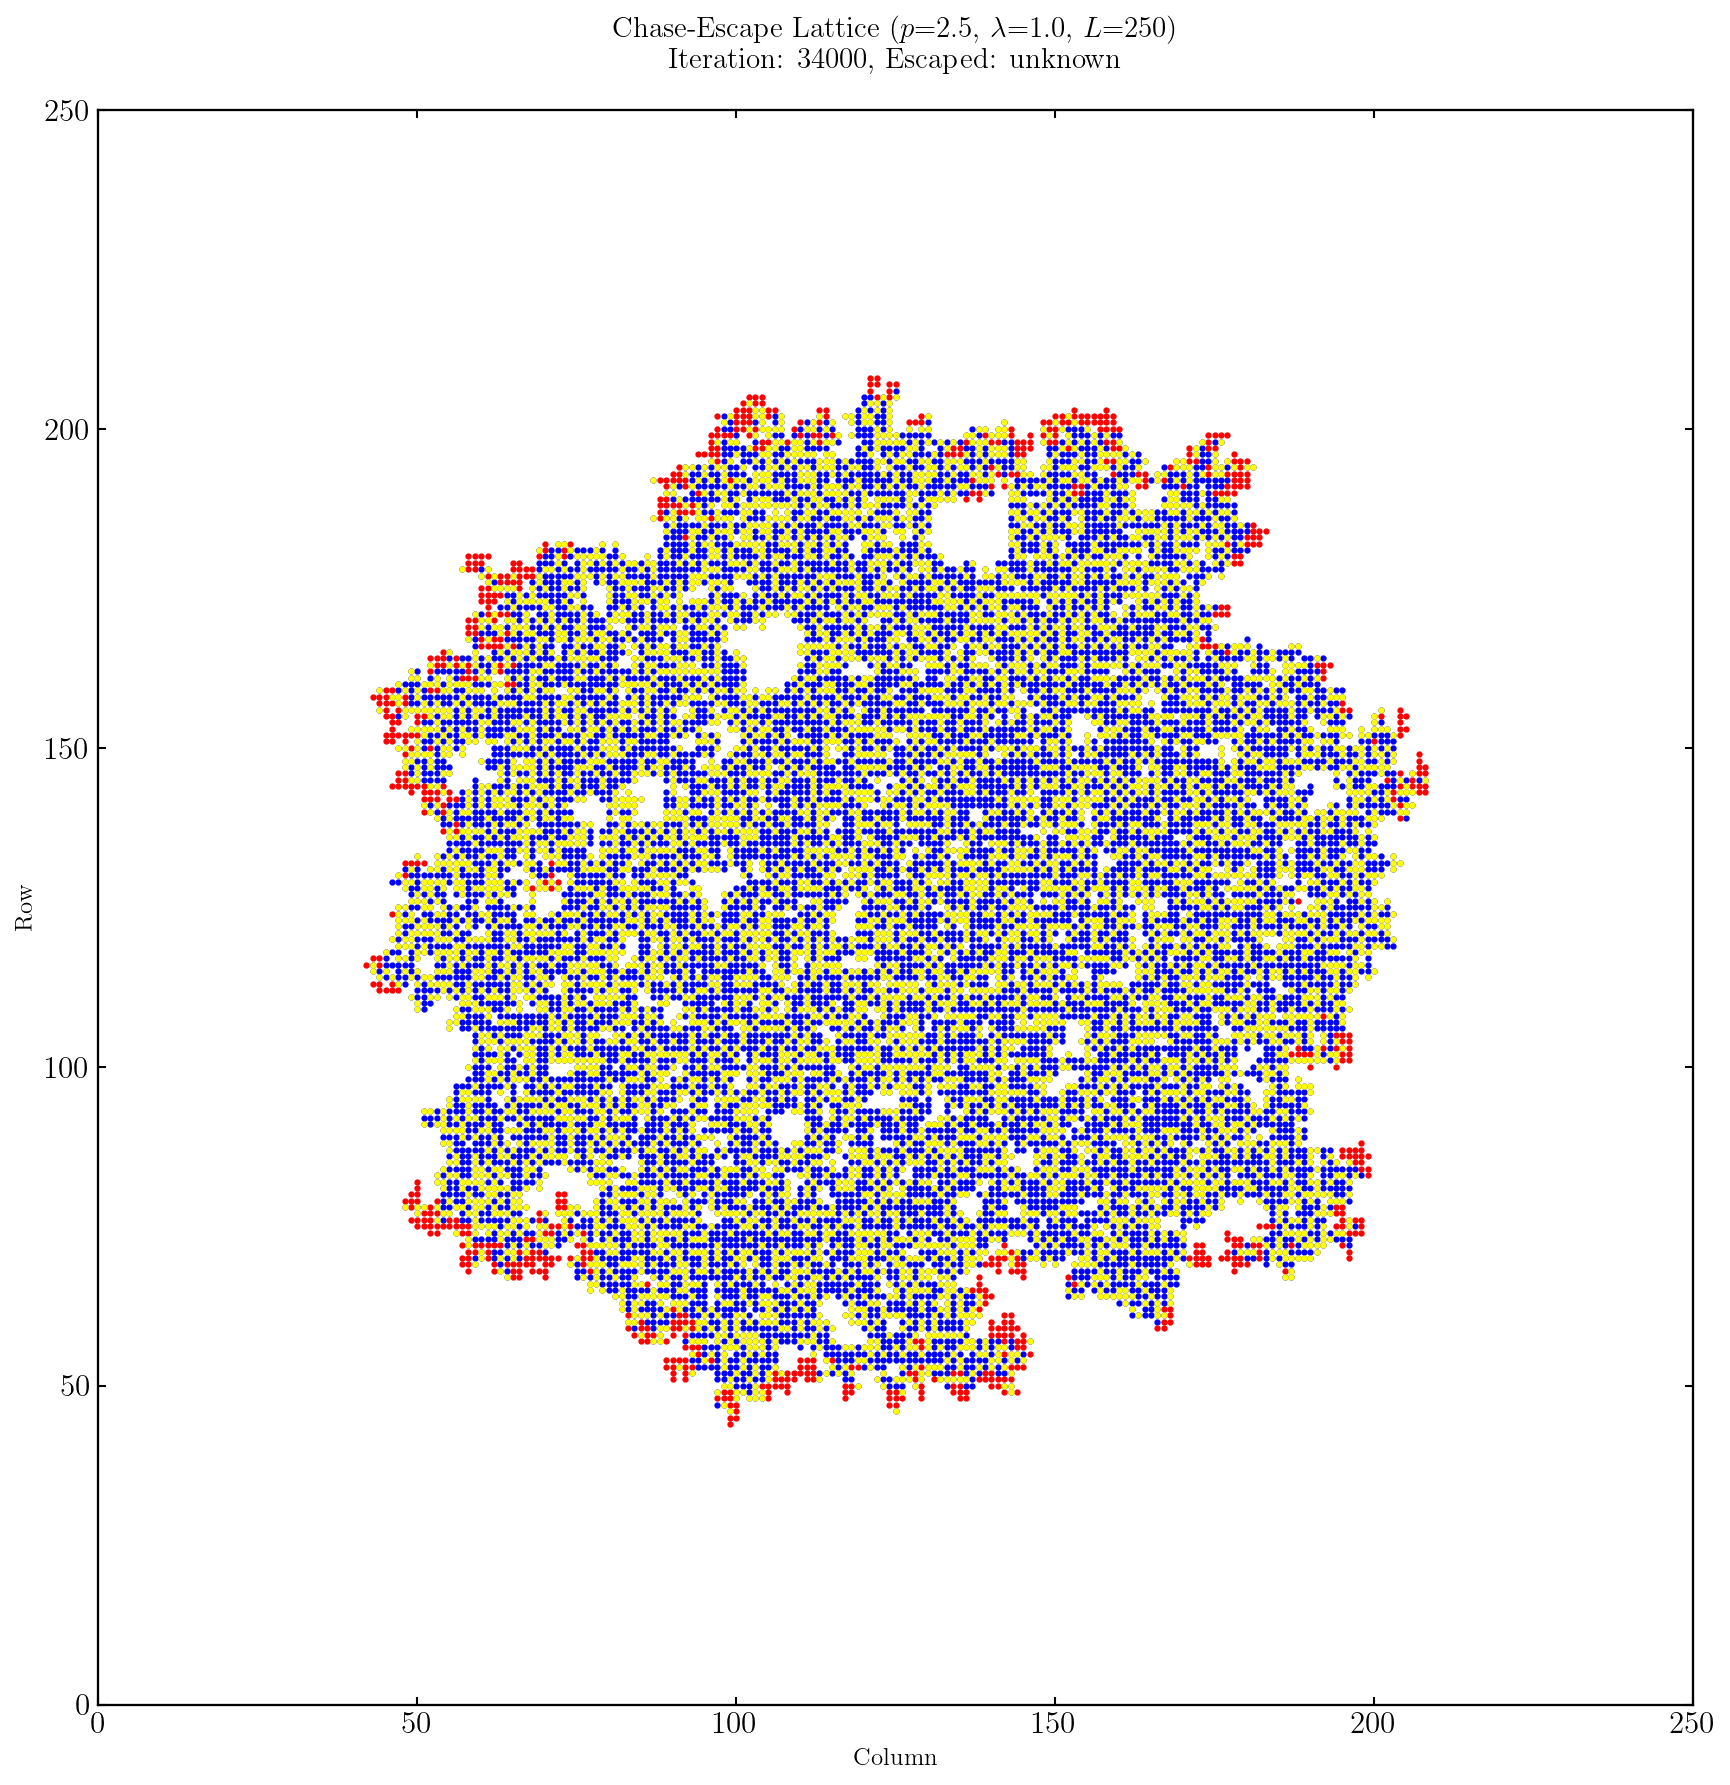 Chase-Escape Lattice (p=2.5, λ=1.0, L=250)
Iteration: 34000, Escaped: unknown
250
200
150
100
50
0
Row
0 50 100 150 200 250
Column